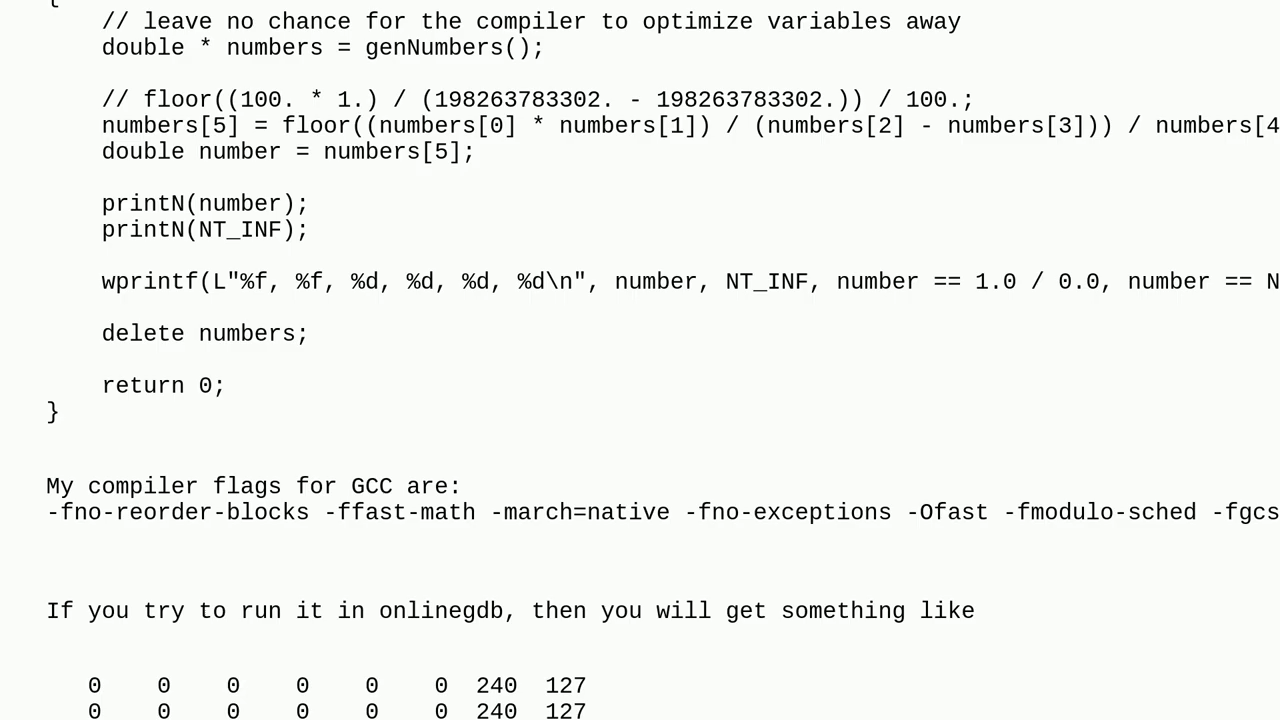 {
// leave no chance for the compiler to optimize variables away
double * numbers = genNumbers();
// floor((100. * 1.) / (198263783302. - 198263783302.)) / 100.;
numbers[5] = floor((numbers[0] * numbers[1]) / (numbers[2] - numbers[3])) / numbers[4
double number = numbers[5];
printN(number);
printN(NT_INF);
wprintf(L"%f, %f, %d, %d, %d, %d\n", number, NT_INF, number == 1.0 / 0.0, number == N
delete numbers;
return 0;
}
My compiler flags for GCC are:
-fno-reorder-blocks -ffast-math -march=native -fno-exceptions -Ofast -fmodulo-sched -fgcs
If you try to run it in onlinegdb, then you will get something like
0 0 0 0 0 0 240 127
0 0 0 0 0 0 240 127